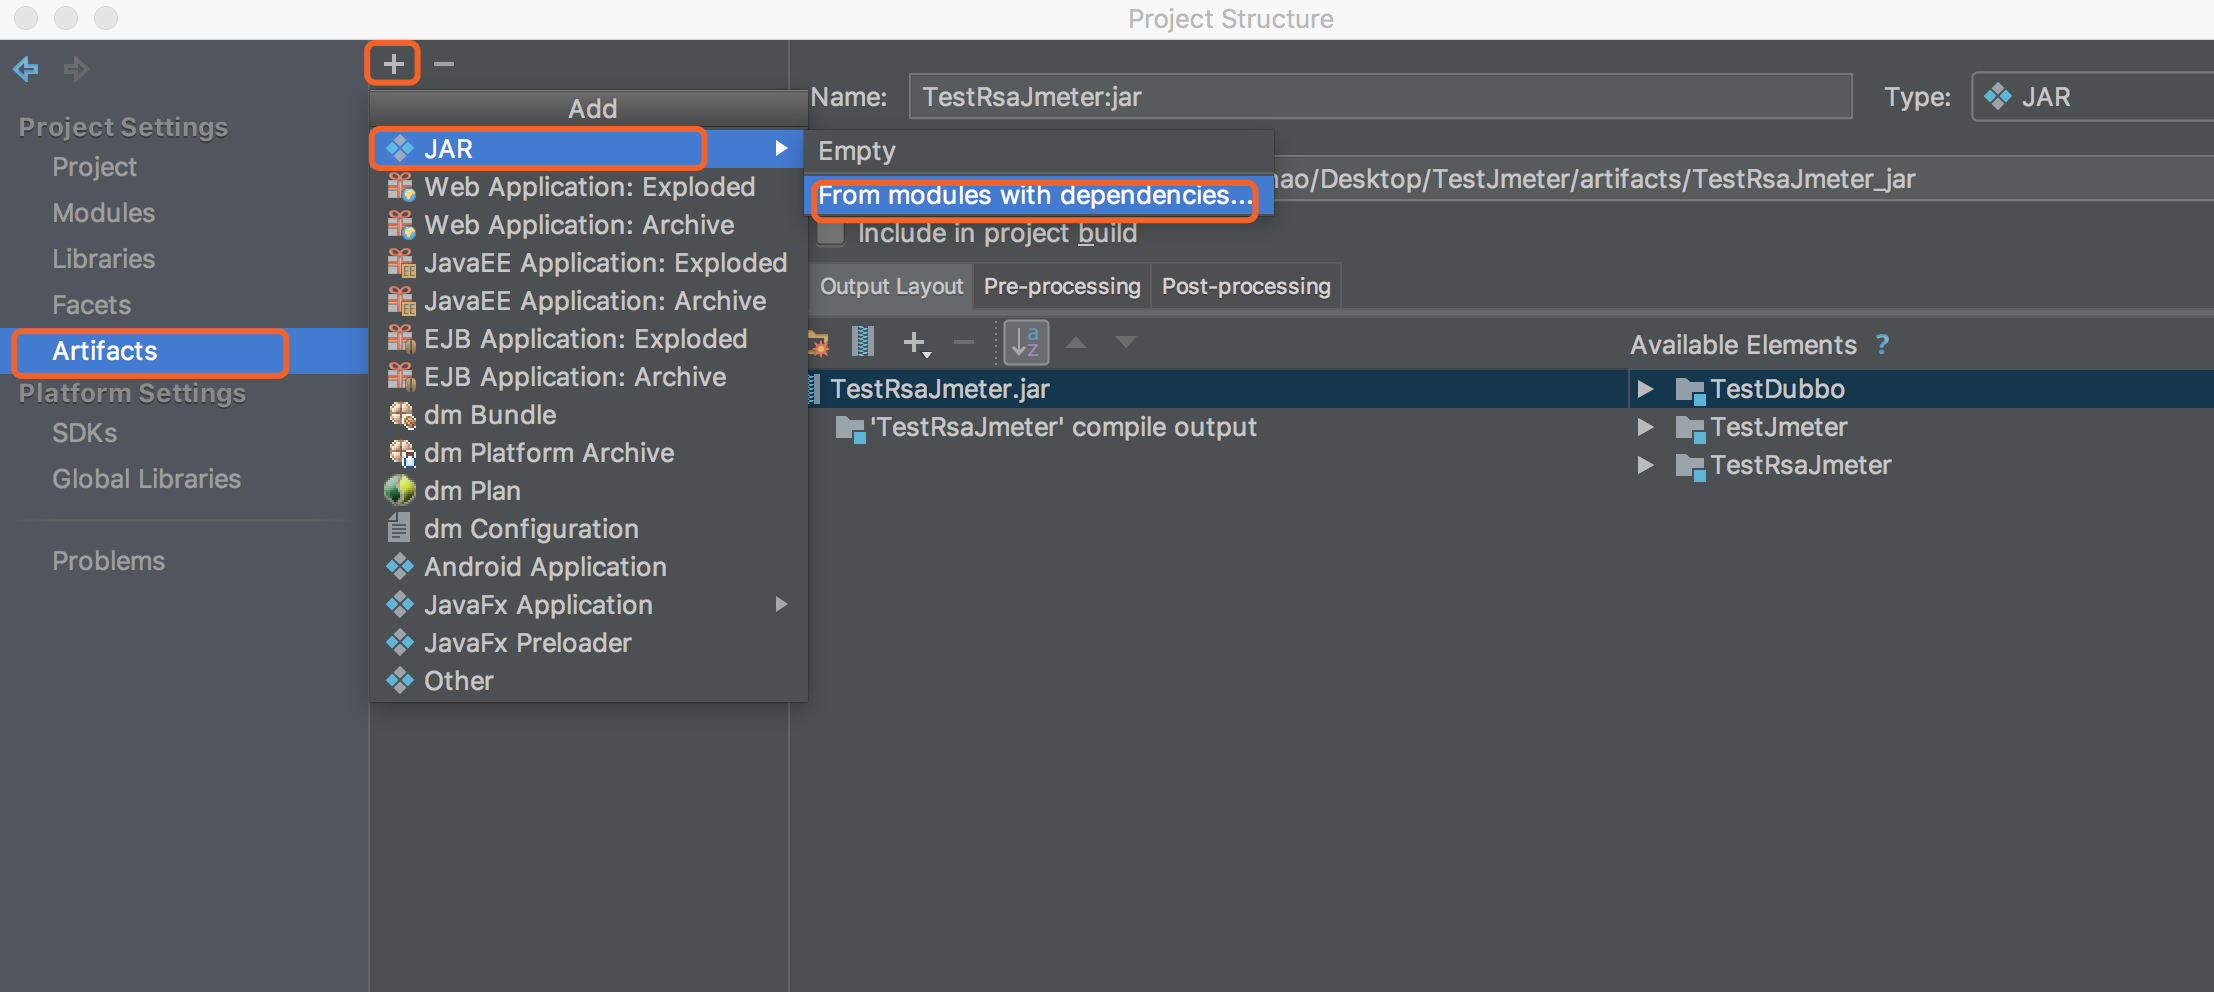 Project Structure
Project Settings
Project
Modules
Libraries
Facets
Artifacts
Platform Settings
SDKs
Global Libraries
Problems
Add
JAR
Web Application: Exploded
Web Application: Archive
JavaEE Application: Exploded
JavaEE Application: Archive
EJB Application: Exploded
EJB Application: Archive
dm Bundle
dm Platform Archive
dm Plan
dm Configuration
Android Application
JavaFx Application
JavaFx Preloader
Other
Empty
From modules with dependencies...
Name: TestRsaJmeter:jar Type: JAR
nao/Desktop/TestJmeter/artifacts/TestRsaJmeter_jar
Include in project build
Output Layout Pre-processing Post-processing
Available Elements ?
TestRsaJmeter.jar
'TestRsaJmeter' compile output
TestDubbo
TestJmeter
TestRsaJmeter